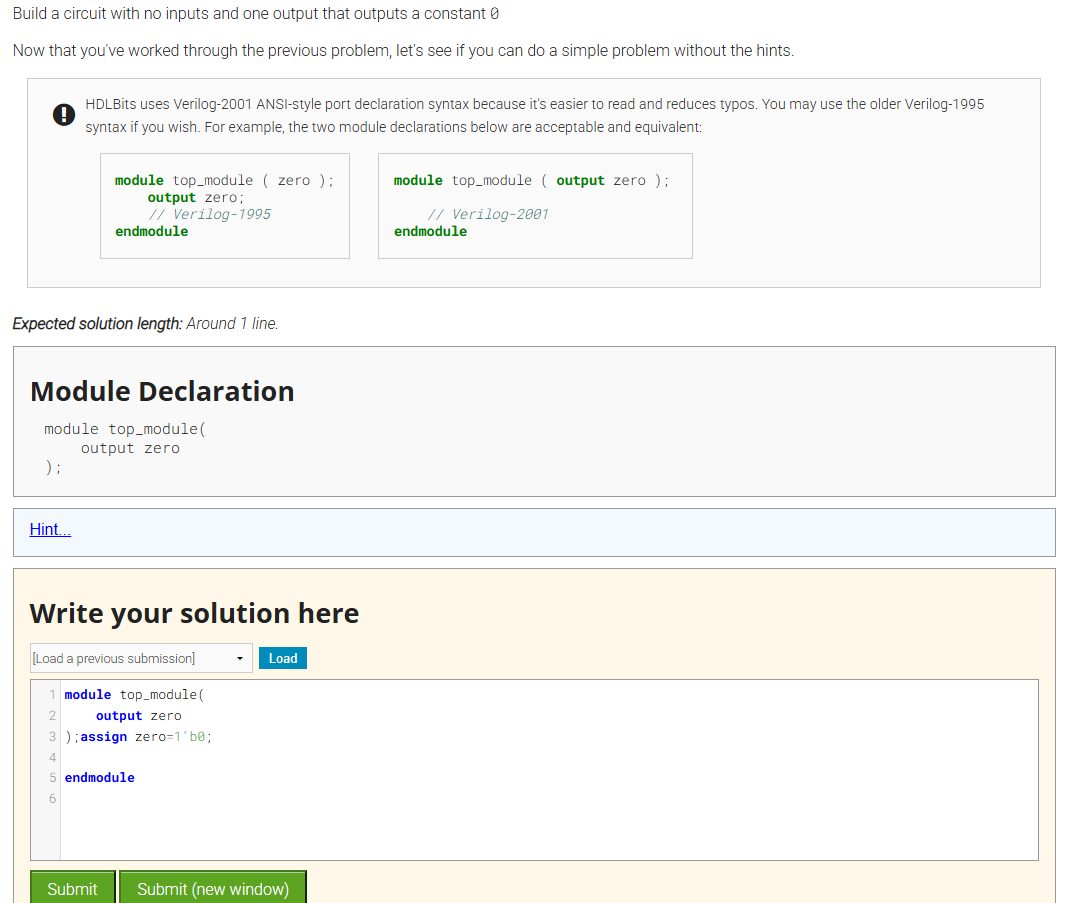 Build a circuit with no inputs and one output that outputs a constant 0
Now that you've worked through the previous problem, let's see if you can do a simple problem without the hints.
HDLBits uses Verilog-2001 ANSI-style port declaration syntax because it's easier to read and reduces typos. You may use the older Verilog-1995
syntax if you wish. For example, the two module declarations below are acceptable and equivalent:
module top_module ( zero );
    output zero;
    // Verilog-1995
endmodule
module top_module ( output zero );
    // Verilog-2001
endmodule
Expected solution length: Around 1 line.
Module Declaration
module top_module(
    output zero
);
Hint...
Write your solution here
[Load a previous submission]
Load
1 module top_module(
2     output zero
3 );assign zero=1'b0;
4
5 endmodule
6
Submit
Submit (new window)